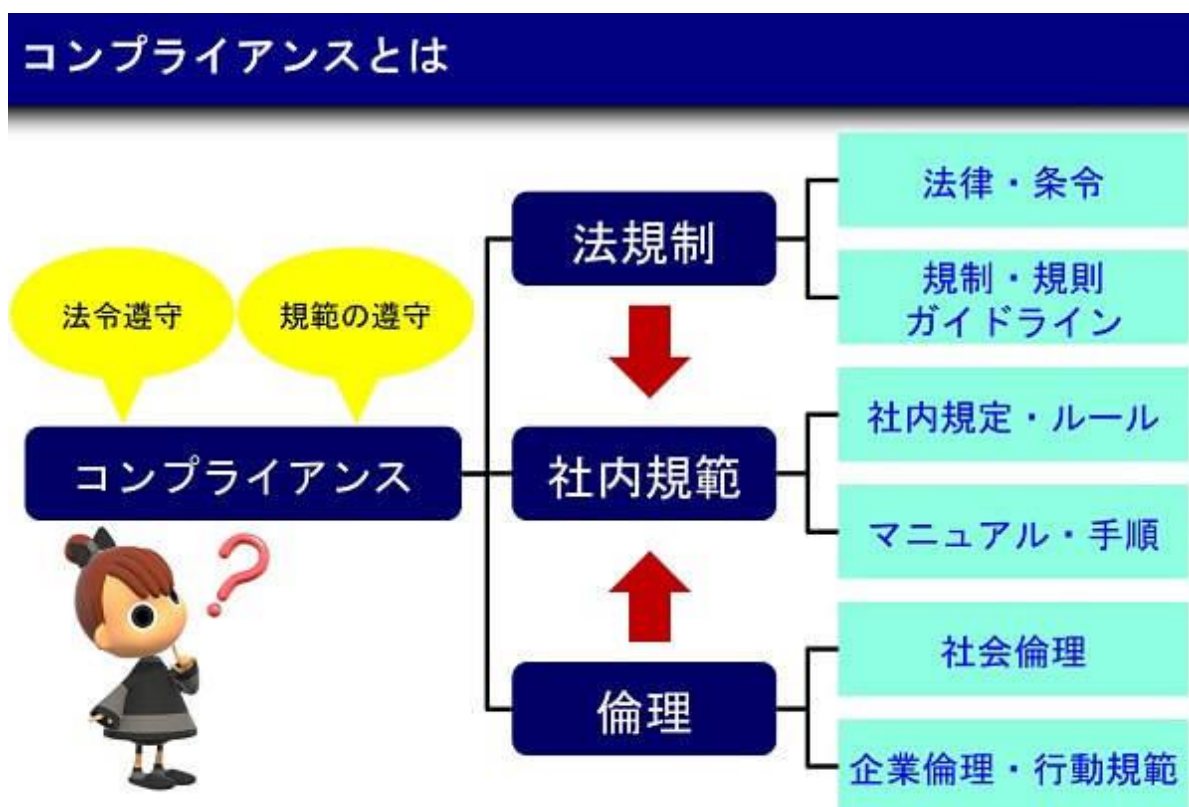 コンプライアンスとは
法令遵守
規範の遵守
コンプライアンス
法規制
法律・条令
規制・規則
ガイドライン
社内規範
社内規定・ルール
マニュアル・手順
倫理
社会倫理
企業倫理・行動規範